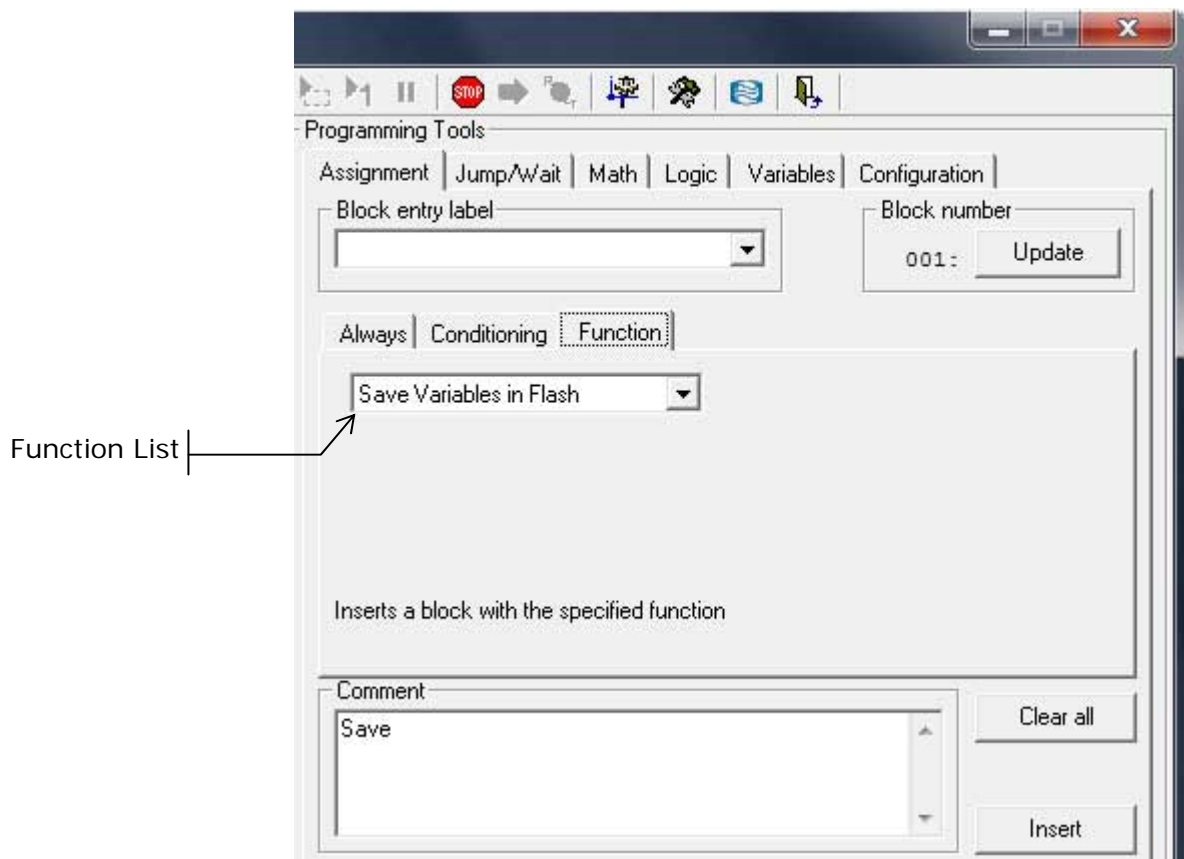 STOP
Programming Tools
Assignment Jump/Wait Math Logic Variables Configuration
Block entry label
Block number
001: Update
Always Conditioning Function
Save Variables in Flash
Function List
Inserts a block with the specified function
Comment
Save
Clear all
Insert